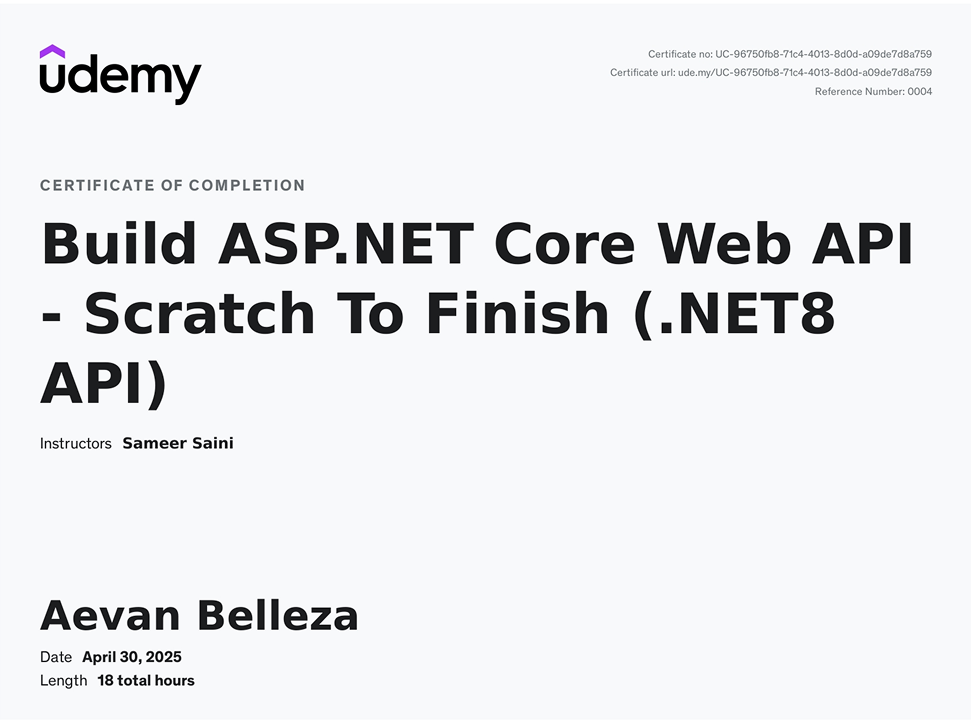 udemy
Certificate no: UC-96750fb8-71c4-4013-8d0d-a09de7d8a759
Certificate url: ude.my/UC-96750fb8-71c4-4013-8d0d-a09de7d8a759
Reference Number: 0004
CERTIFICATE OF COMPLETION
Build ASP.NET Core Web API
- Scratch To Finish (.NET8
API)
Instructors Sameer Saini
Aevan Belleza
Date April 30, 2025
Length 18 total hours